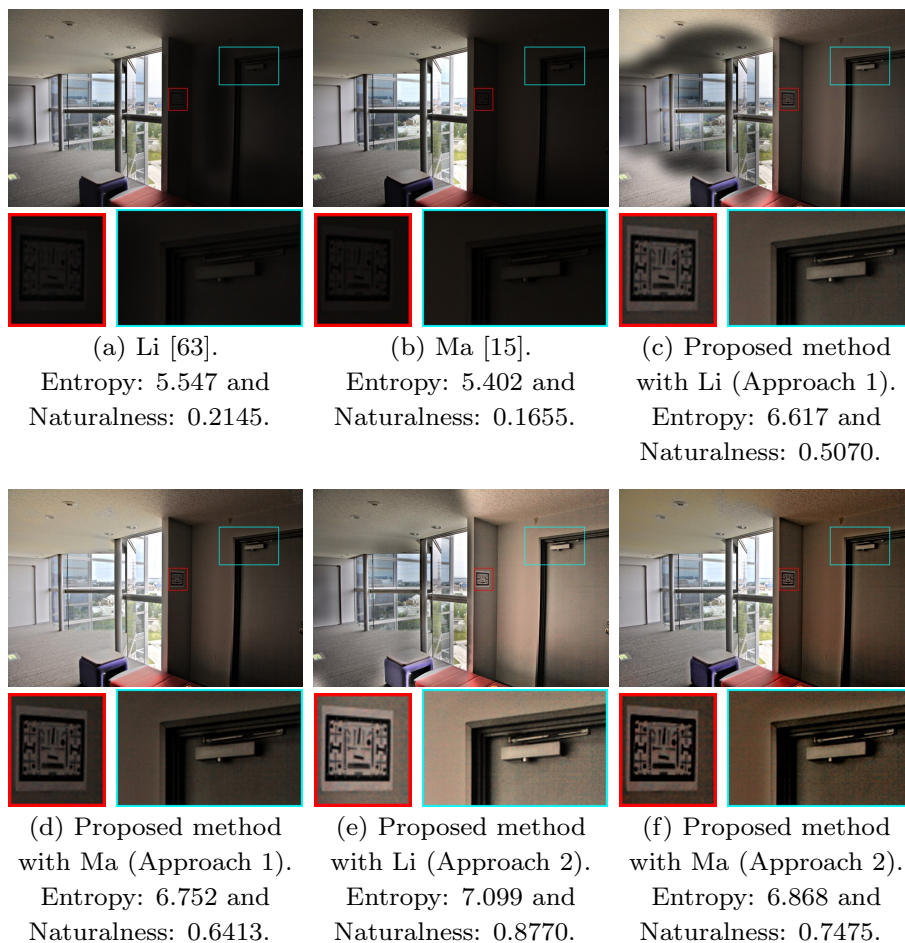 (a) Li [63].
Entropy: 5.547 and
Naturalness: 0.2145.
(b) Ma [15].
Entropy: 5.402 and
Naturalness: 0.1655.
(c) Proposed method
with Li (Approach 1).
Entropy: 6.617 and
Naturalness: 0.5070.
(d) Proposed method
with Ma (Approach 1).
Entropy: 6.752 and
Naturalness: 0.6413.
(e) Proposed method
with Li (Approach 2).
Entropy: 7.099 and
Naturalness: 0.8770.
(f) Proposed method
with Ma (Approach 2).
Entropy: 6.868 and
Naturalness: 0.7475.